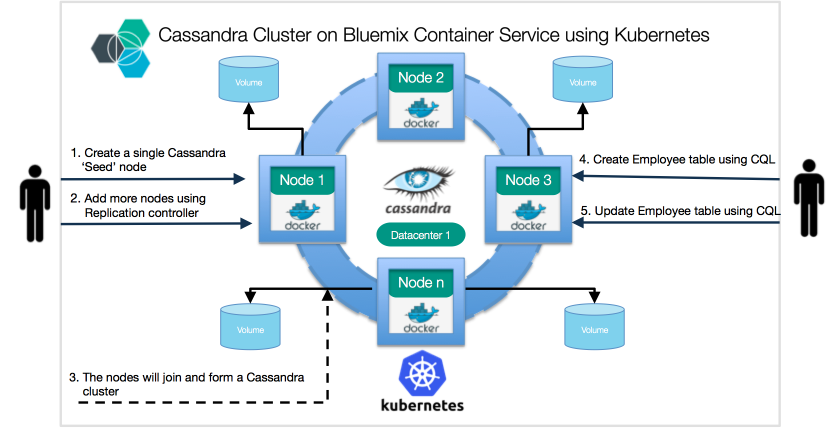 Cassandra Cluster on Bluemix Container Service using Kubernetes
Volume
Node 2
docker
Volume
1. Create a single Cassandra
‘Seed’ node
2. Add more nodes using
Replication controller
Node 1
docker
cassandra
Datacenter 1
Node 3
docker
4. Create Employee table using CQL
5. Update Employee table using CQL
Node n
docker
Volume
Volume
3. The nodes will join and form a Cassandra
cluster
kubernetes